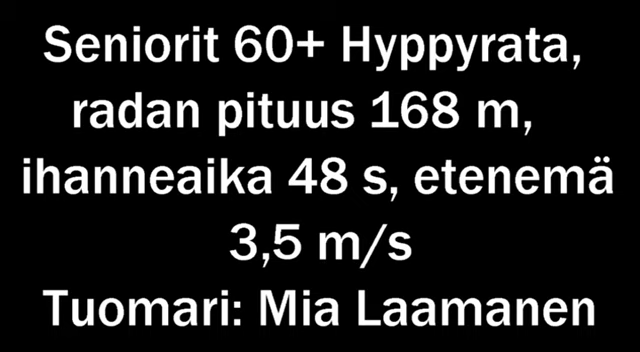 Seniorit 60+ Hyppyrata,
radan pituus 168 m,
ihanneaika 48 s, etenemä
3,5 m/s
Tuomari: Mia Laamanen